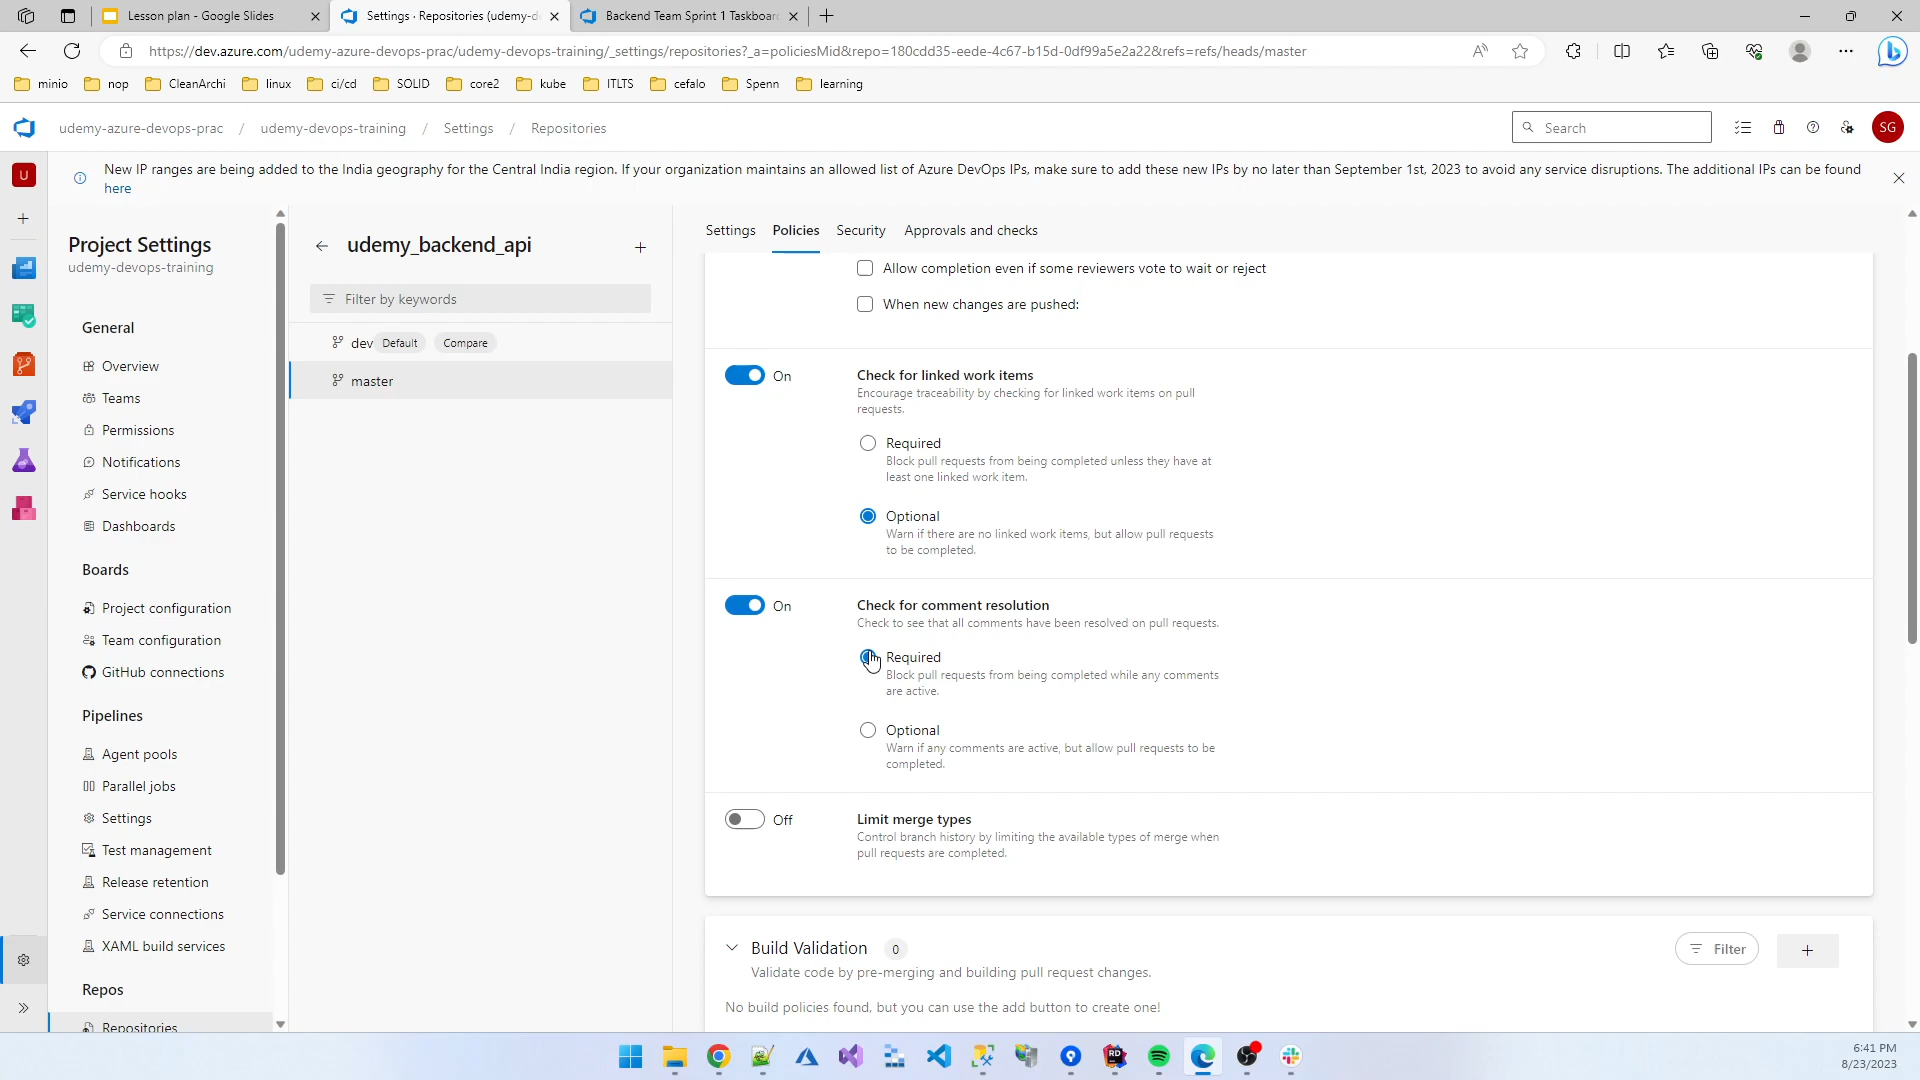 Lesson plan - Google Slides
Settings · Repositories (udemy-d
Backend Team Sprint 1 Taskboard
https://dev.azure.com/udemy-azure-devops-prac/udemy-devops-training/_settings/repositories?_a=policiesMid&repo=180cdd35-eede-4c67-b15d-0df99a5e2a22&refs=refs/heads/master
minio
nop
CleanArchi
linux
ci/cd
SOLID
core2
kube
ITLTS
cefalo
Spenn
learning
udemy-azure-devops-prac / udemy-devops-training / Settings / Repositories
Search
SG
U
New IP ranges are being added to the India geography for the Central India region. If your organization maintains an allowed list of Azure DevOps IPs, make sure to add these new IPs by no later than September 1st, 2023 to avoid any service disruptions. The additional IPs can be found
here
Project Settings
udemy-devops-training
General
Overview
Teams
Permissions
Notifications
Service hooks
Dashboards
Boards
Project configuration
Team configuration
GitHub connections
Pipelines
Agent pools
Parallel jobs
Settings
Test management
Release retention
Service connections
XAML build services
Repos
Repositories
udemy_backend_api
Filter by keywords
dev Default Compare
master
Settings Policies Security Approvals and checks
Allow completion even if some reviewers vote to wait or reject
When new changes are pushed:
On
Check for linked work items
Encourage traceability by checking for linked work items on pull
requests.
Required
Block pull requests from being completed unless they have at
least one linked work item.
Optional
Warn if there are no linked work items, but allow pull requests
to be completed.
On
Check for comment resolution
Check to see that all comments have been resolved on pull requests.
Required
Block pull requests from being completed while any comments
are active.
Optional
Warn if any comments are active, but allow pull requests to be
completed.
Off
Limit merge types
Control branch history by limiting the available types of merge when
pull requests are completed.
Build Validation 0
Filter
Validate code by pre-merging and building pull request changes.
No build policies found, but you can use the add button to create one!
6:41 PM
8/23/2023